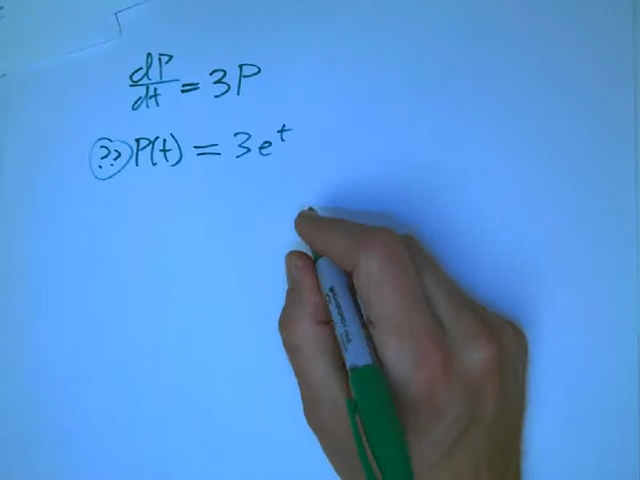 dP/dt = 3P
?? P(t) = 3e^t